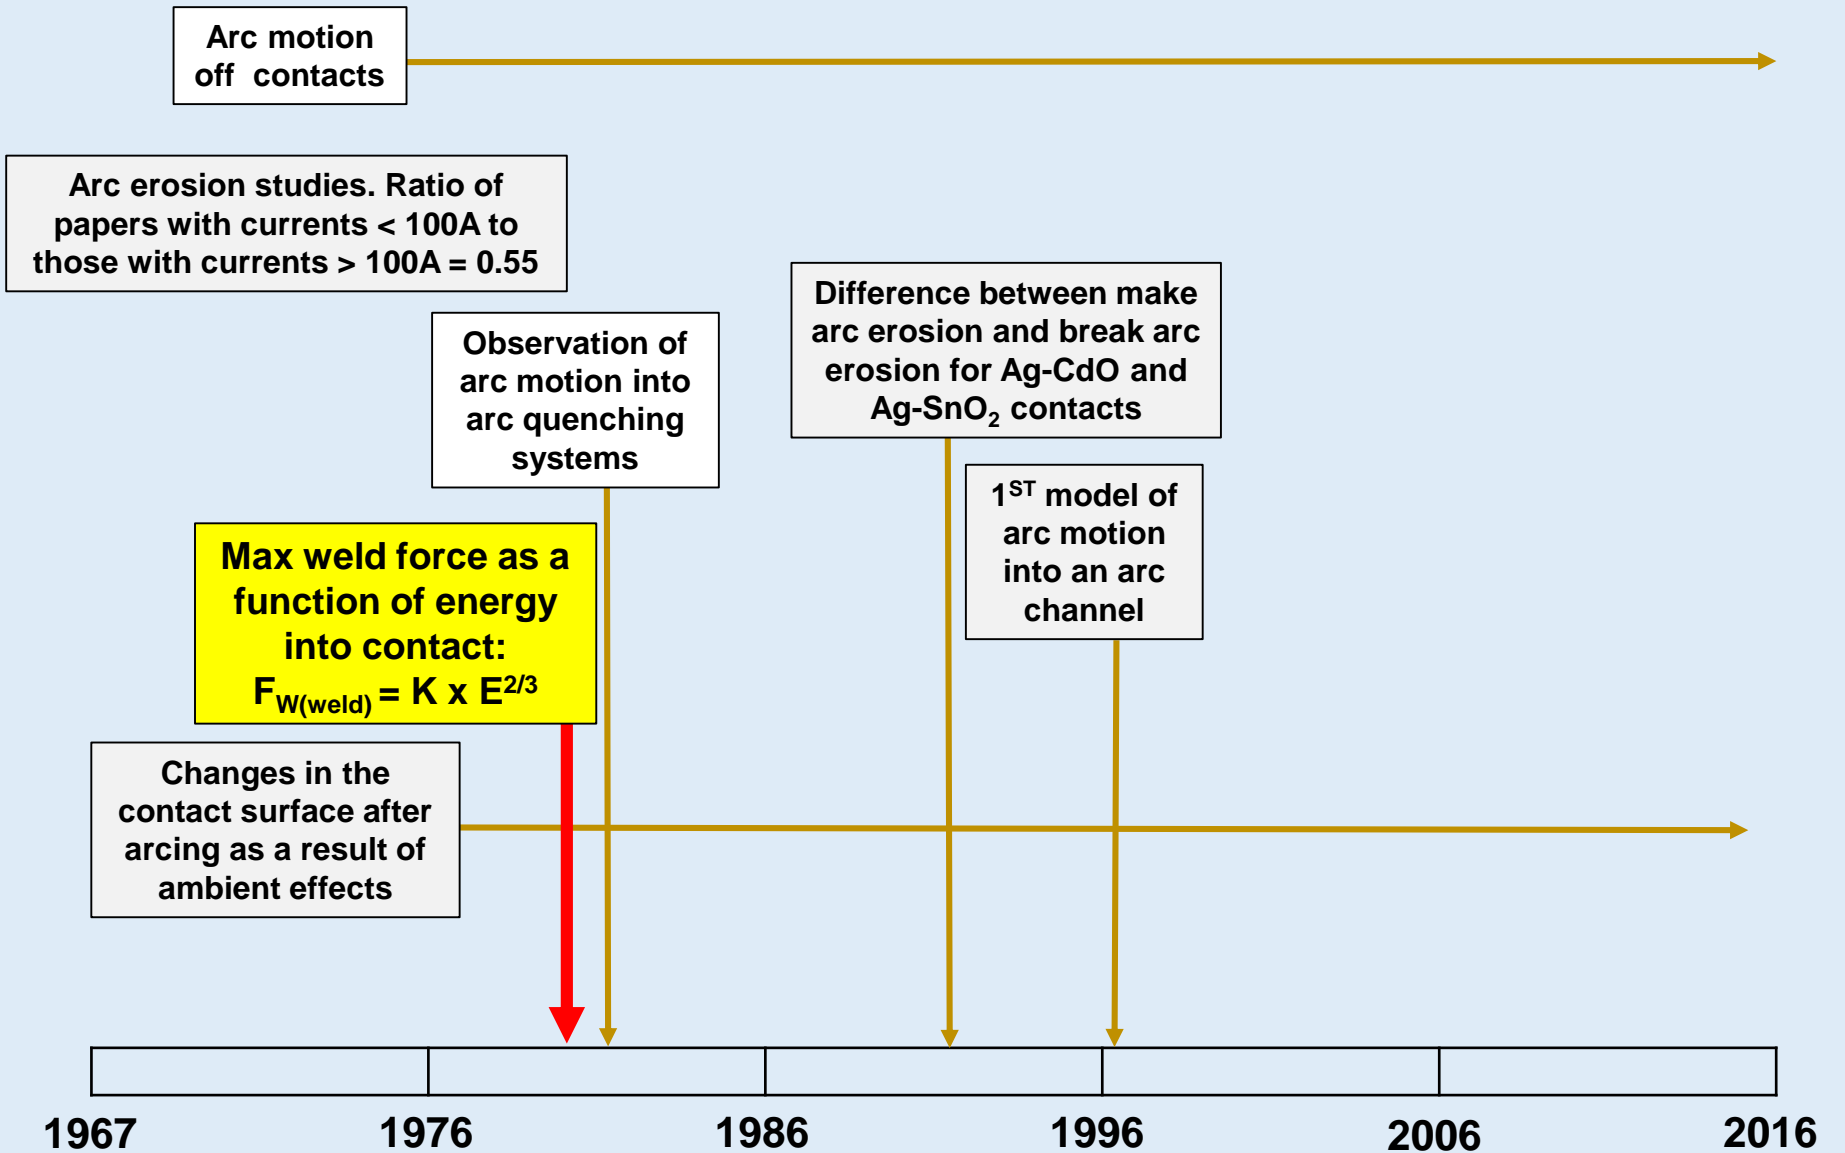 Arc motion
off contacts
Arc erosion studies. Ratio of
papers with currents < 100A to
those with currents > 100A = 0.55
Observation of
arc motion into
arc quenching
systems
Difference between make
arc erosion and break arc
erosion for Ag-CdO and
Ag-SnO₂ contacts
1ST model of
arc motion
into an arc
channel
Max weld force as a
function of energy
into contact:
F_W(weld) = K x E^2/3
Changes in the
contact surface after
arcing as a result of
ambient effects
1967 1976 1986 1996 2006 2016